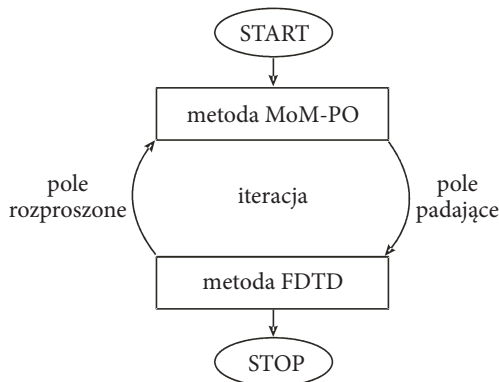 START
metoda MoM-PO
pole
rozproszone
iteracja
pole
padające
metoda FDTD
STOP